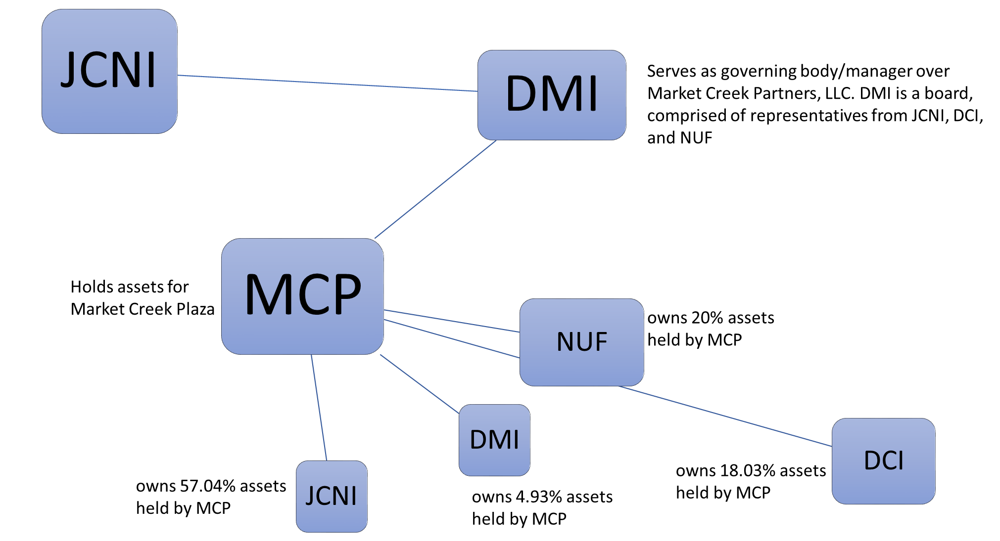 JCNI
DMI
Serves as governing body/manager over
Market Creek Partners, LLC. DMI is a board,
comprised of representatives from JCNI, DCI,
and NUF
Holds assets for
Market Creek Plaza
MCP
NUF
owns 20% assets
held by MCP
DMI
owns 4.93% assets
held by MCP
DCI
owns 18.03% assets
held by MCP
JCNI
owns 57.04% assets
held by MCP